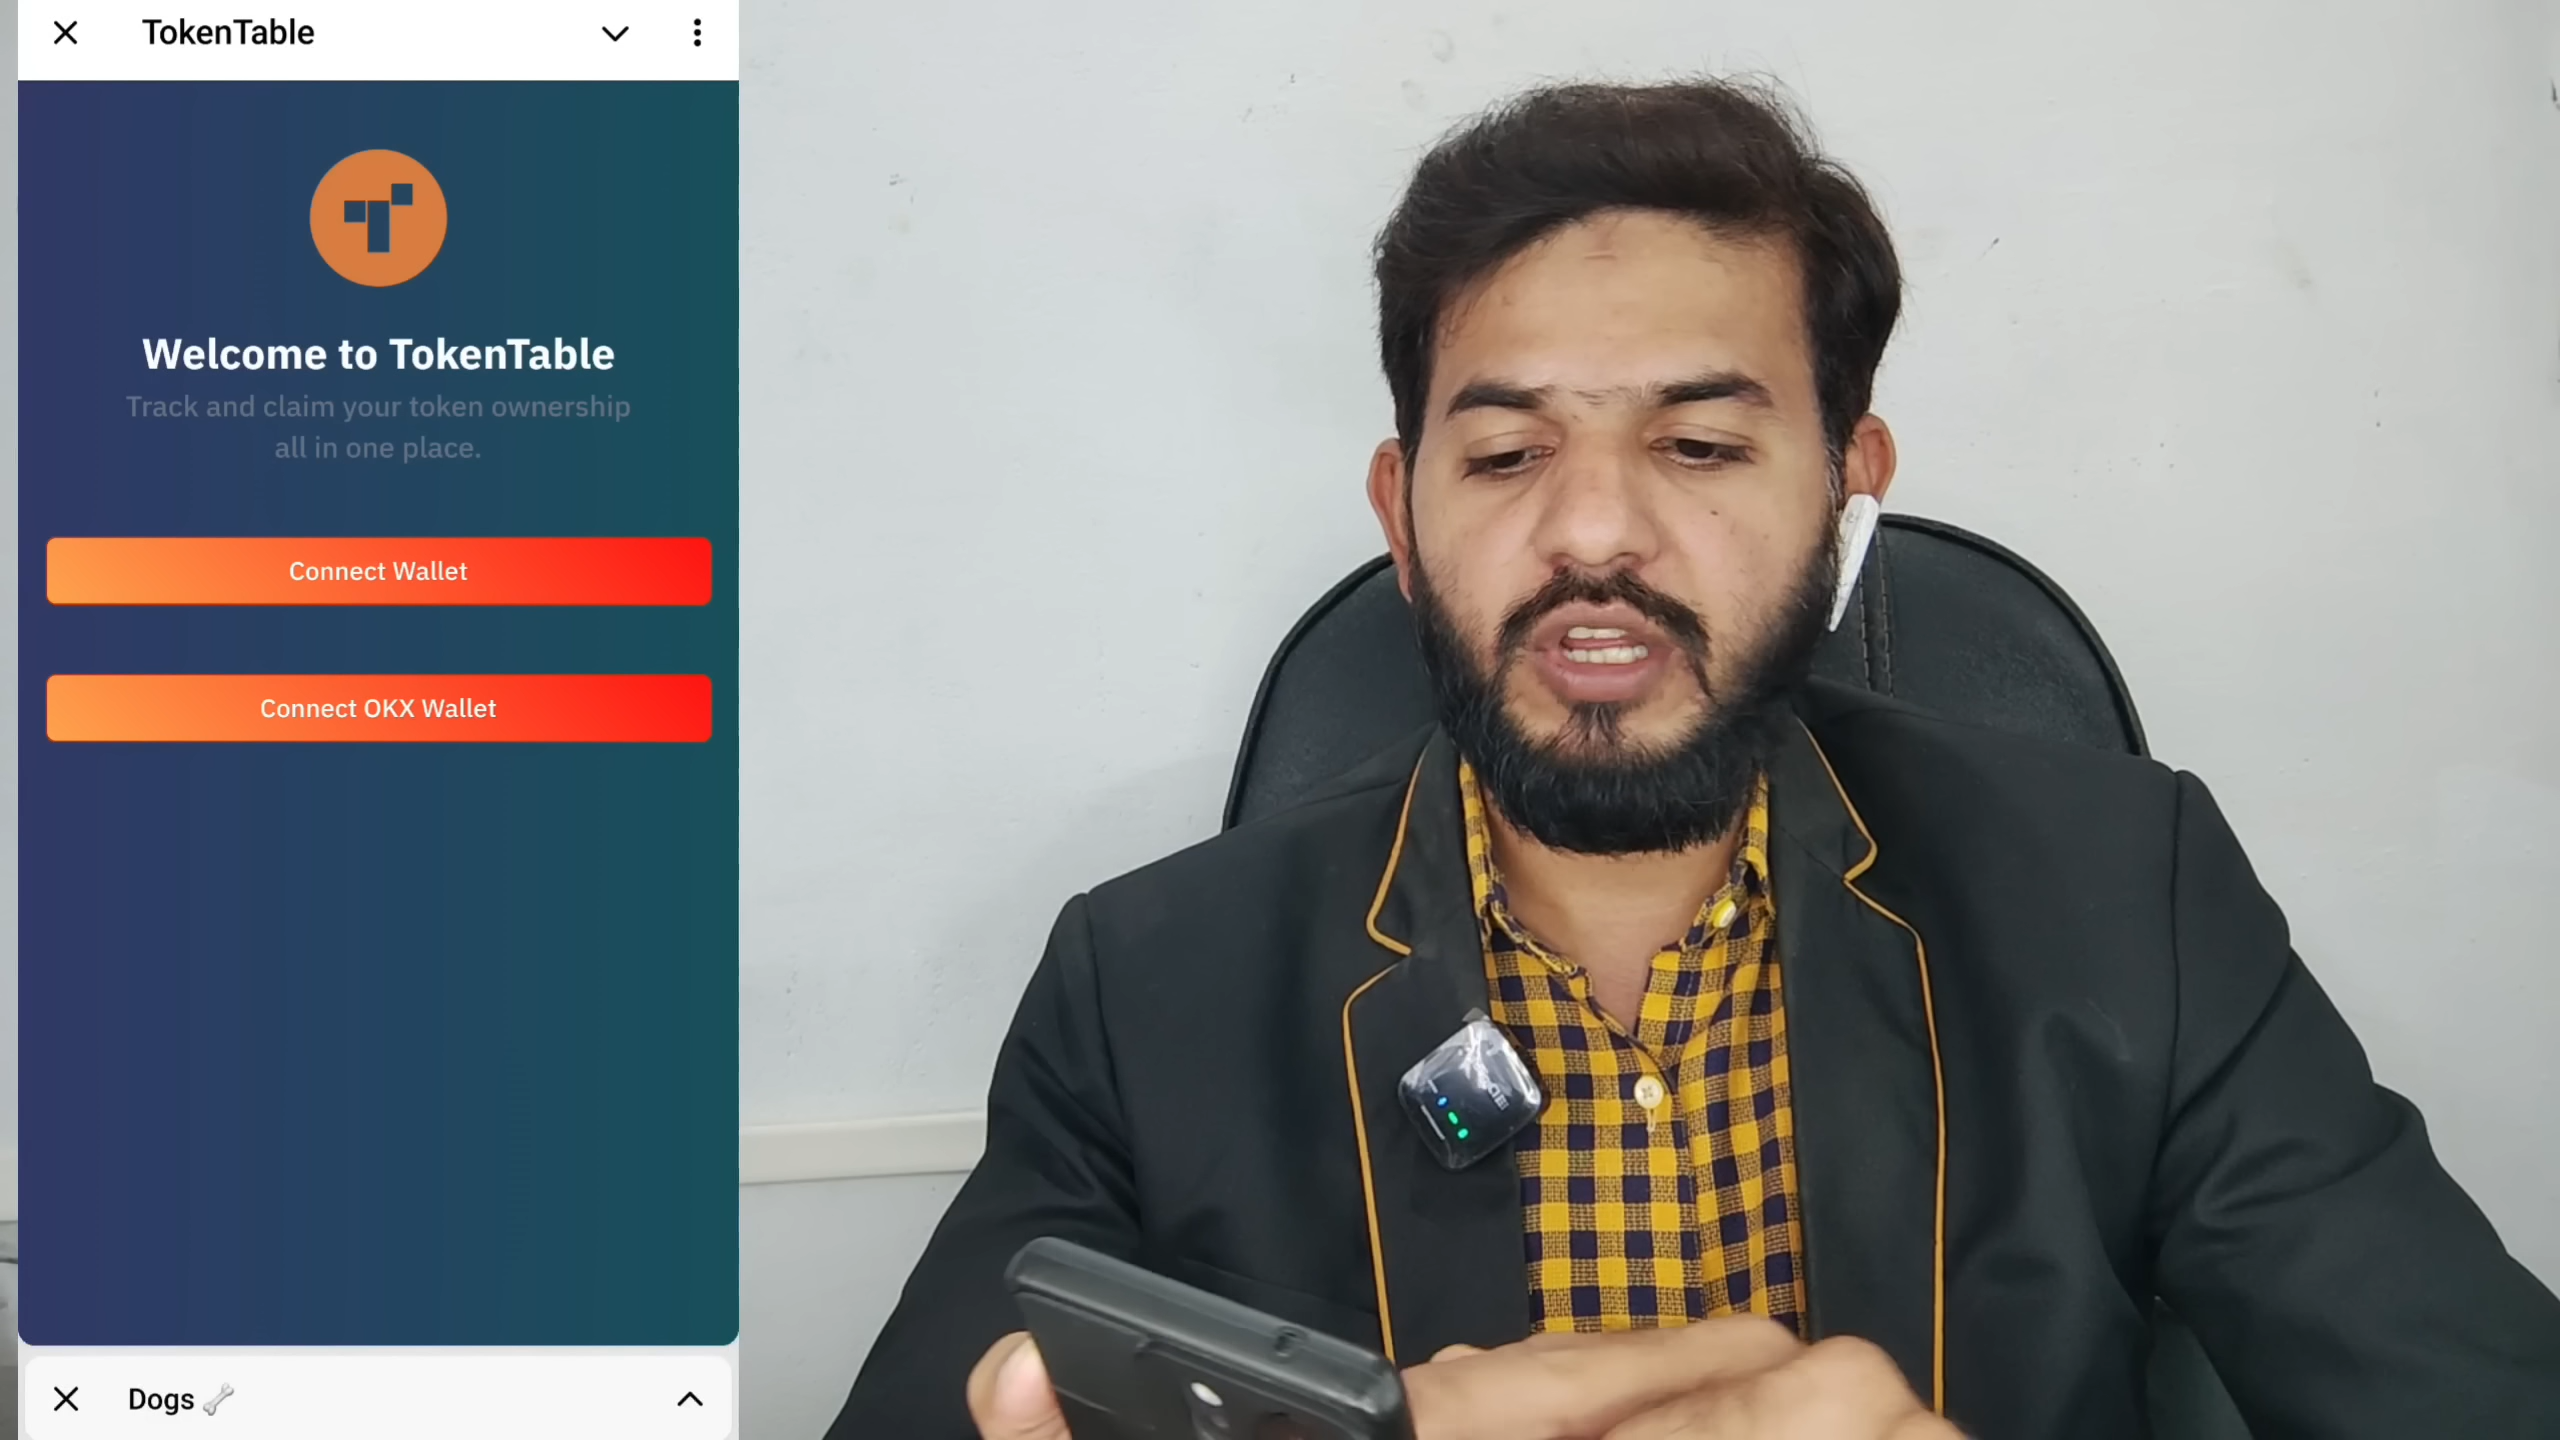 TokenTable
Welcome to TokenTable
Track and claim your token ownership
all in one place.
Connect Wallet
Connect OKX Wallet
Dogs 🦴